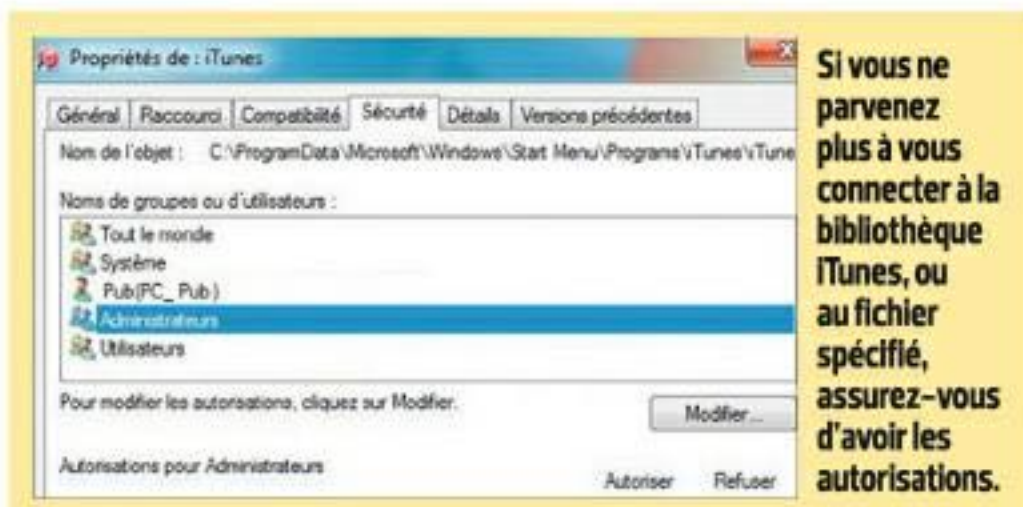 Propriétés de : iTunes
Général Raccourci Compatibilité Sécurité Détails Versions précédentes
Nom de l'objet : C:\ProgramData\Microsoft\Windows\Start Menu\Programs\iTunes\iTune
Noms de groupes ou d'utilisateurs :
Tout le monde
Système
Pub (PC_Pub)
Administrateurs
Utilisateurs
Pour modifier les autorisations, cliquez sur Modifier.
Modifier...
Autorisations pour Administrateurs
Autoriser Refuser
Si vous ne
parvenez
plus à vous
connecter à la
bibliothèque
iTunes, ou
au fichier
spécifié,
assurez-vous
d'avoir les
autorisations.